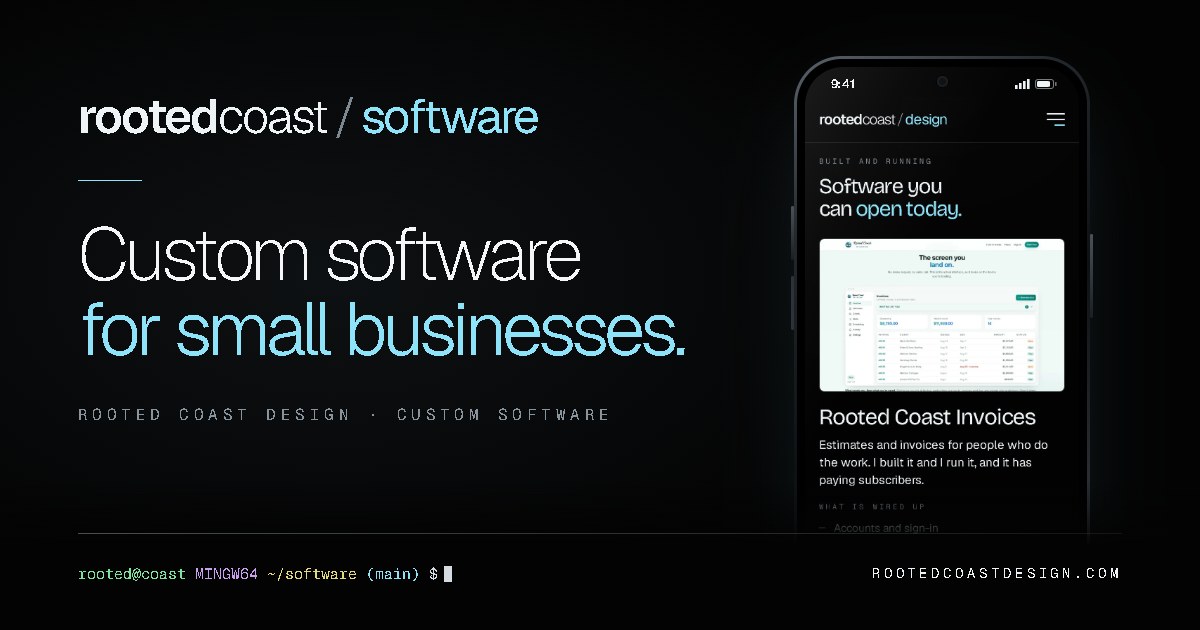 rootedcoast / software
Custom software
for small businesses.
ROOTED COAST DESIGN · CUSTOM SOFTWARE
9:41
rootedcoast / design
BUILT AND RUNNING
Software you
can open today.
The screen you
land on.
Rooted Coast Invoices
Estimates and invoices for people who do
the work. I built it and I run it, and it has
paying subscribers.
WHAT IS WIRED UP
— Accounts and sign-in
rooted@coast MINGW64 ~/software (main) $
ROOTEDCOASTDESIGN.COM